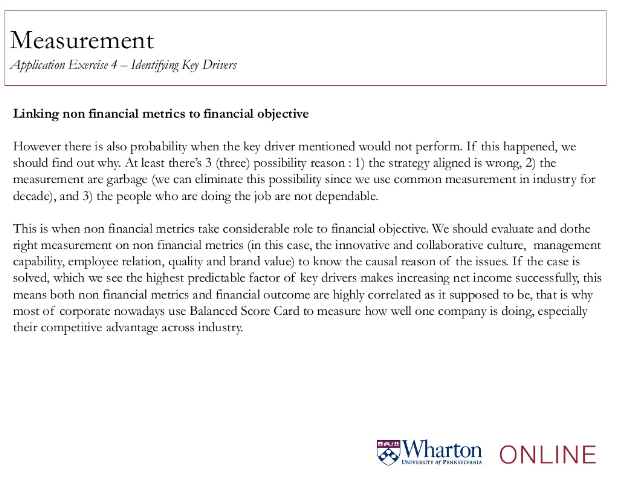 Measurement
Application Exercise 4 – Identifying Key Drivers
Linking non financial metrics to financial objective
However there is also probability when the key driver mentioned would not perform. If this happened, we
should find out why. At least there's 3 (three) possibility reason : 1) the strategy aligned is wrong, 2) the
measurement are garbage (we can eliminate this possibility since we use common measurement in industry for
decade), and 3) the people who are doing the job are not dependable.
This is when non financial metrics take considerable role to financial objective. We should evaluate and dothe
right measurement on non financial metrics (in this case, the innovative and collaborative culture, management
capability, employee relation, quality and brand value) to know the causal reason of the issues. If the case is
solved, which we see the highest predictable factor of key drivers makes increasing net income successfully, this
means both non financial metrics and financial outcome are highly correlated as it supposed to be, that is why
most of corporate nowadays use Balanced Score Card to measure how well one company is doing, especially
their competitive advantage across industry.
Wharton ONLINE
UNIVERSITY OF PENNSYLVANIA